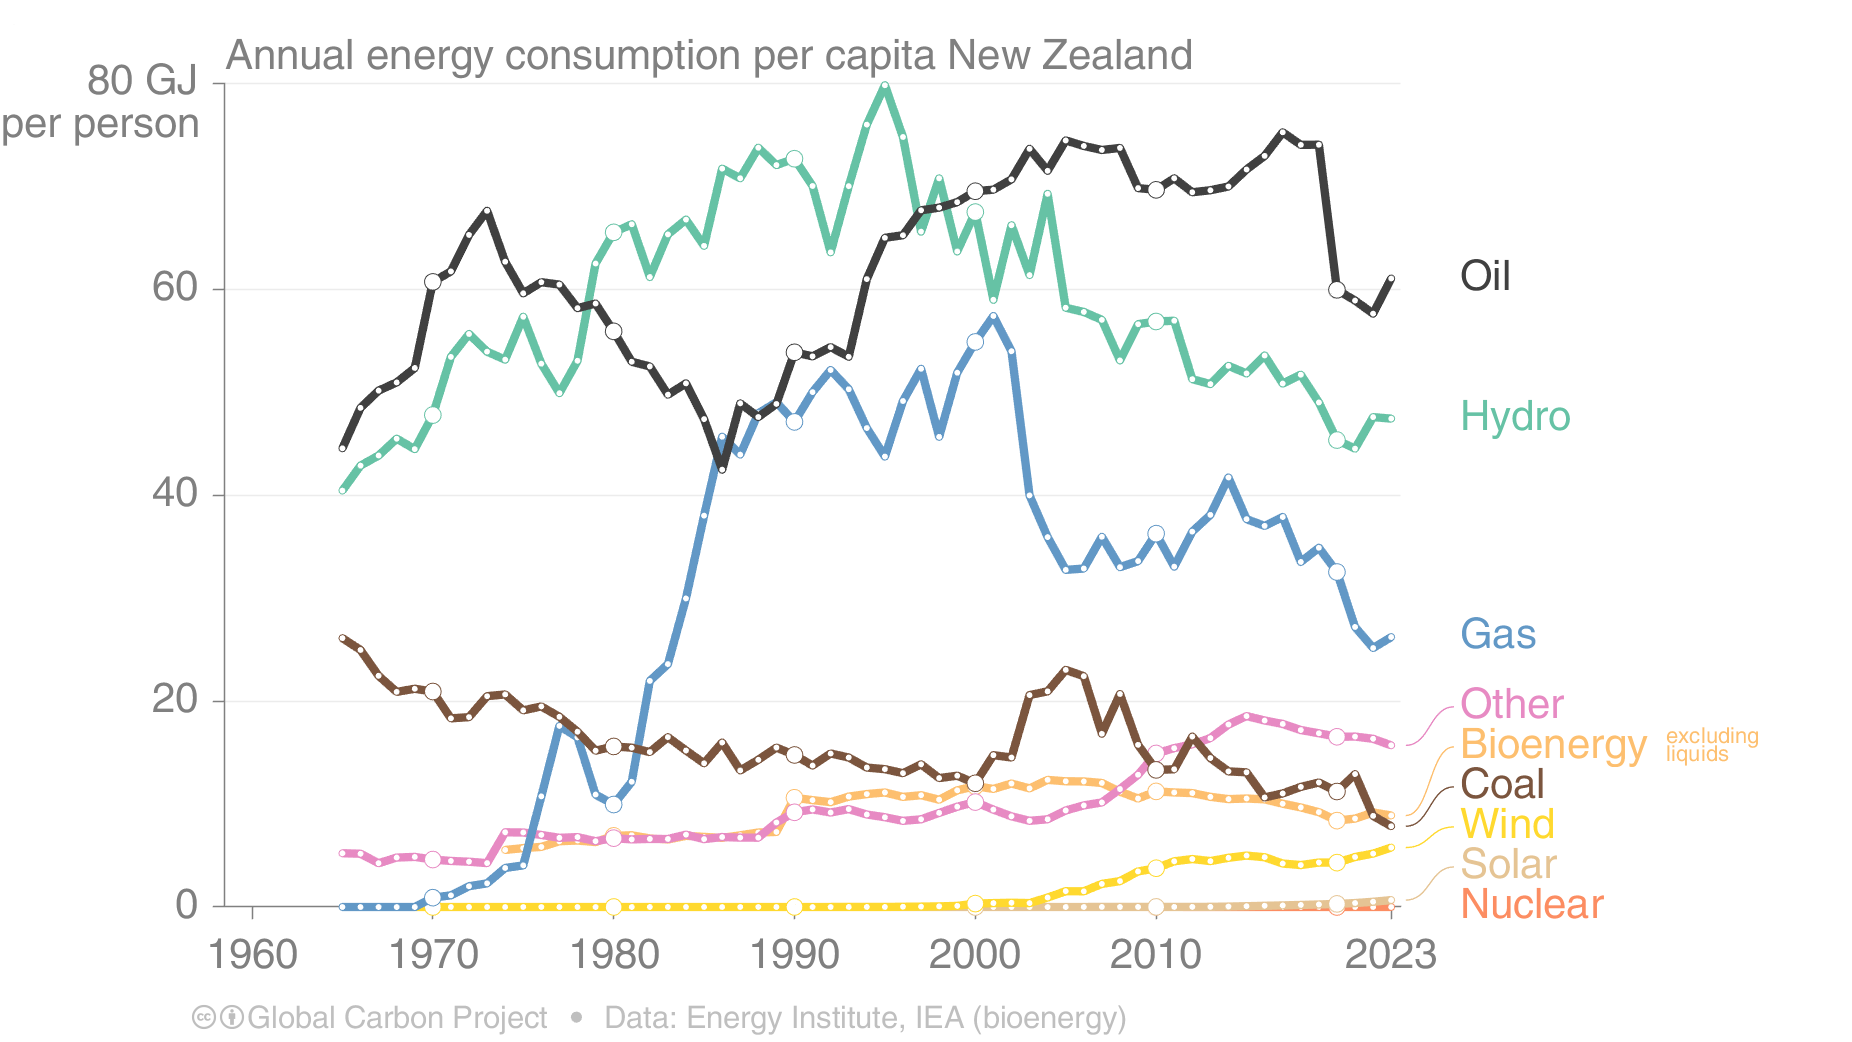 Annual energy consumption per capita New Zealand
80 GJ
per person
60
40
20
0
Oil
Hydro
Gas
Other
Bioenergy excluding
liquids
Coal
Wind
Solar
Nuclear
1960 1970 1980 1990 2000 2010 2023
cc Global Carbon Project • Data: Energy Institute, IEA (bioenergy)